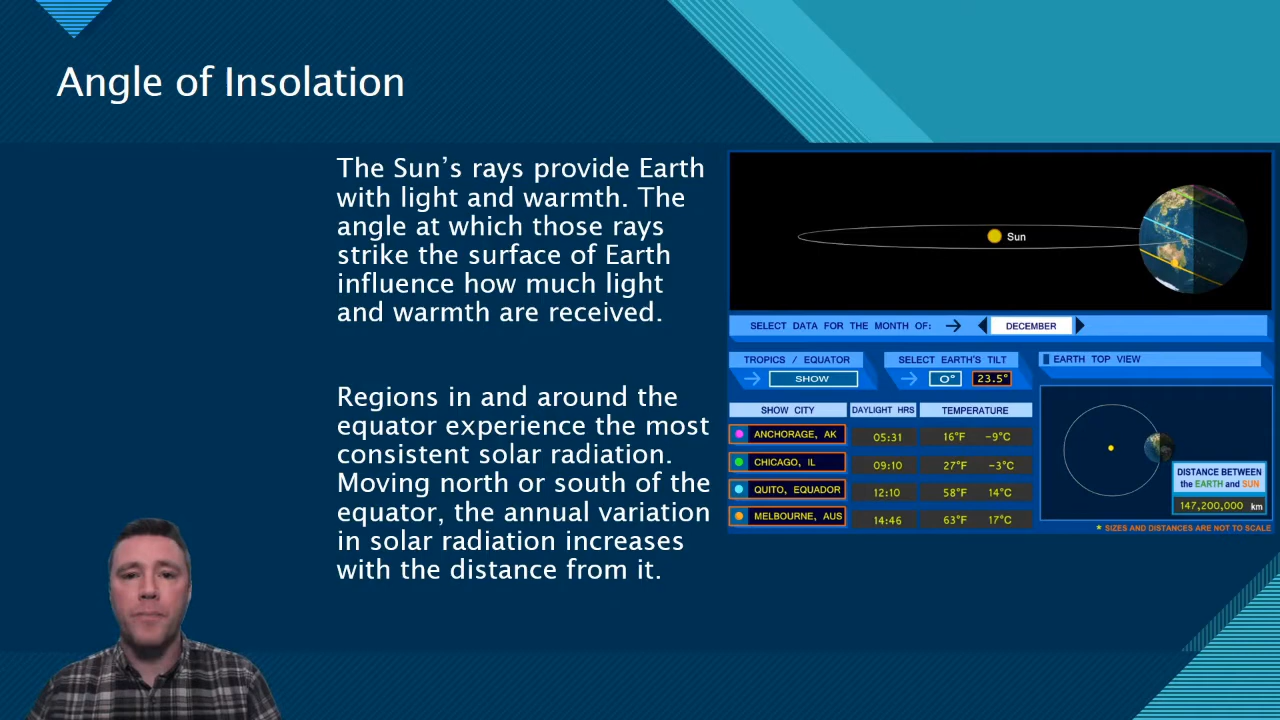 Angle of Insolation
The Sun’s rays provide Earth
with light and warmth. The
angle at which those rays
strike the surface of Earth
influence how much light
and warmth are received.
Regions in and around the
equator experience the most
consistent solar radiation.
Moving north or south of the
equator, the annual variation
in solar radiation increases
with the distance from it.
Sun
SELECT DATA FOR THE MONTH OF:
DECEMBER
TROPICS / EQUATOR
SHOW
SELECT EARTH'S TILT
0° 23.5°
EARTH TOP VIEW
SHOW CITY DAYLIGHT HRS TEMPERATURE
ANCHORAGE, AK 05:31 16°F -9°C
CHICAGO, IL 09:10 27°F -3°C
QUITO, EQUADOR 12:10 58°F 14°C
MELBOURNE, AUS 14:46 63°F 17°C
DISTANCE BETWEEN
the EARTH and SUN
147,200,000 km
* SIZES AND DISTANCES ARE NOT TO SCALE